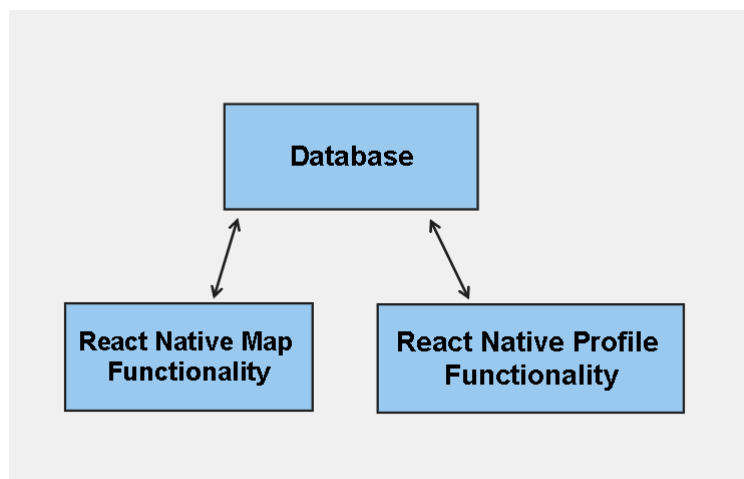 Database
React Native Map
Functionality
React Native Profile
Functionality